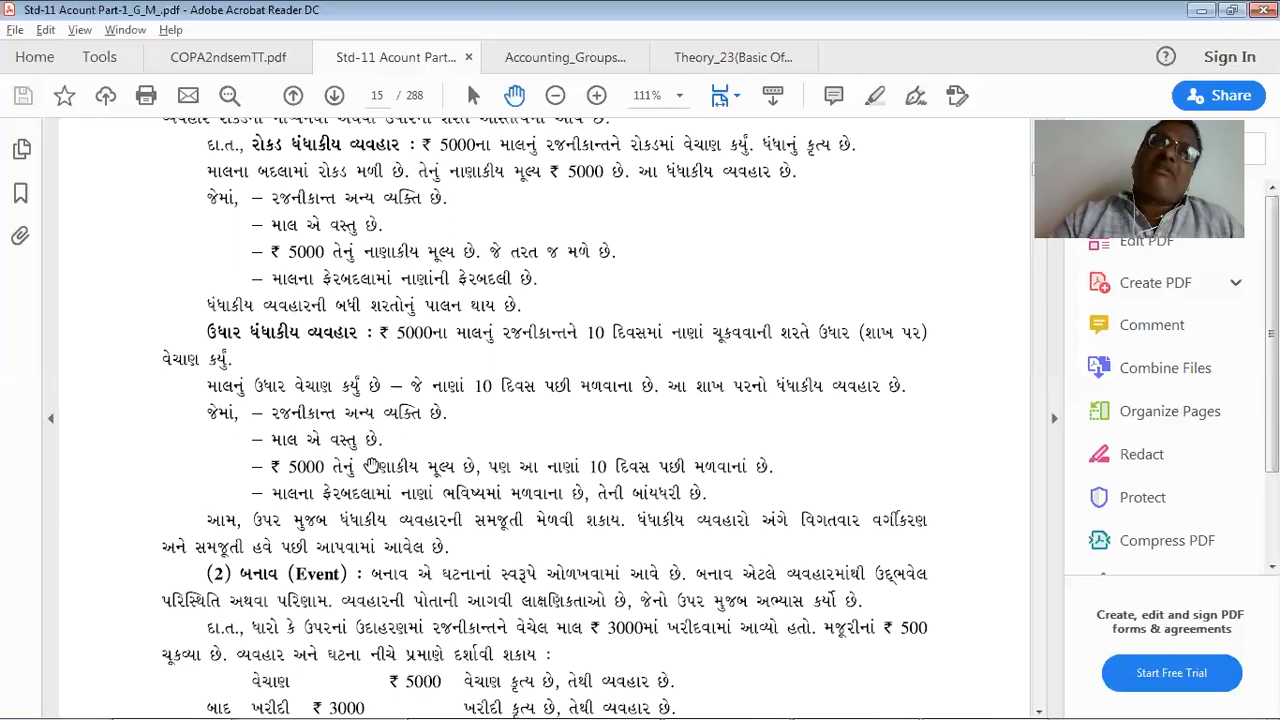 Std-11 Acount Part-1_G_M_.pdf - Adobe Acrobat Reader DC
File Edit View Window Help
Home Tools COPA2ndsemTT.pdf Std-11 Acount Part... × Accounting_Groups... Theory_23(Basic Of... Sign In
15 / 288 111% Share
દા.ત., રોકડ ધંધાકીય વ્યવહાર : ₹ 5000ના માલનું રજનીકાન્તને રોકડમાં વેચાણ કર્યું. ધંધાનું કૃત્ય છે.
માલના બદલામાં રોકડ મળી છે. તેનું નાણાકીય મૂલ્ય ₹ 5000 છે. આ ધંધાકીય વ્યવહાર છે.
જેમાં, – રજનીકાન્ત અન્ય વ્યક્તિ છે.
– માલ એ વસ્તુ છે.
– ₹ 5000 તેનું નાણાકીય મૂલ્ય છે. જે તરત જ મળે છે.
– માલના ફેરબદલામાં નાણાંની ફેરબદલી છે.
ધંધાકીય વ્યવહારની બધી શરતોનું પાલન થાય છે.
ઉધાર ધંધાકીય વ્યવહાર : ₹ 5000ના માલનું રજનીકાન્તને 10 દિવસમાં નાણાં ચૂકવવાની શરતે ઉધાર (શાખ પર)
વેચાણ કર્યું.
માલનું ઉધાર વેચાણ કર્યું છે – જે નાણાં 10 દિવસ પછી મળવાના છે. આ શાખ પરનો ધંધાકીય વ્યવહાર છે.
જેમાં, – રજનીકાન્ત અન્ય વ્યક્તિ છે.
– માલ એ વસ્તુ છે.
– ₹ 5000 તેનું નાણાકીય મૂલ્ય છે, પણ આ નાણાં 10 દિવસ પછી મળવાનાં છે.
– માલના ફેરબદલામાં નાણાં ભવિષ્યમાં મળવાના છે, તેની બાંયધરી છે.
આમ, ઉપર મુજબ ધંધાકીય વ્યવહારની સમજૂતી મેળવી શકાય. ધંધાકીય વ્યવહારો અંગે વિગતવાર વર્ગીકરણ
અને સમજૂતી હવે પછી આપવામાં આવેલ છે.
(2) બનાવ (Event) : બનાવ એ ઘટનાનાં સ્વરૂપે ઓળખવામાં આવે છે. બનાવ એટલે વ્યવહારમાંથી ઉદ્ભવેલ
પરિસ્થિતિ અથવા પરિણામ. વ્યવહારની પોતાની આગવી લાક્ષણિકતાઓ છે, જેનો ઉપર મુજબ અભ્યાસ કર્યો છે.
દા.ત., ધારો કે ઉપરનાં ઉદાહરણમાં રજનીકાન્તને વેચેલ માલ ₹ 3000માં ખરીદવામાં આવ્યો હતો. મજૂરીનાં ₹ 500
ચૂકવ્યા છે. વ્યવહાર અને ઘટના નીચે પ્રમાણે દર્શાવી શકાય :
વેચાણ ₹ 5000 વેચાણ કૃત્ય છે, તેથી વ્યવહાર છે.
બાદ ખરીદી ₹ 3000 ખરીદી કૃત્ય છે, તેથી વ્યવહાર છે.
Edit PDF
Create PDF
Comment
Combine Files
Organize Pages
Redact
Protect
Compress PDF
Create, edit and sign PDF
forms & agreements
Start Free Trial